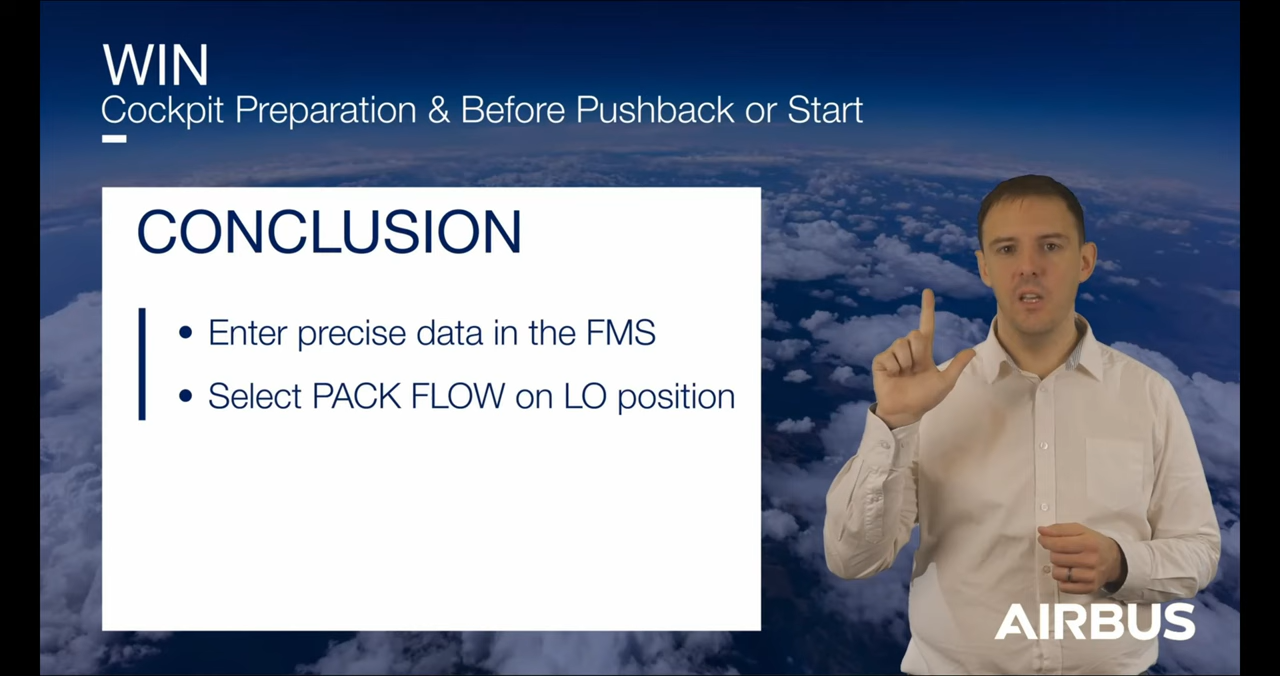 WIN
Cockpit Preparation & Before Pushback or Start
CONCLUSION
• Enter precise data in the FMS
• Select PACK FLOW on LO position
AIRBUS